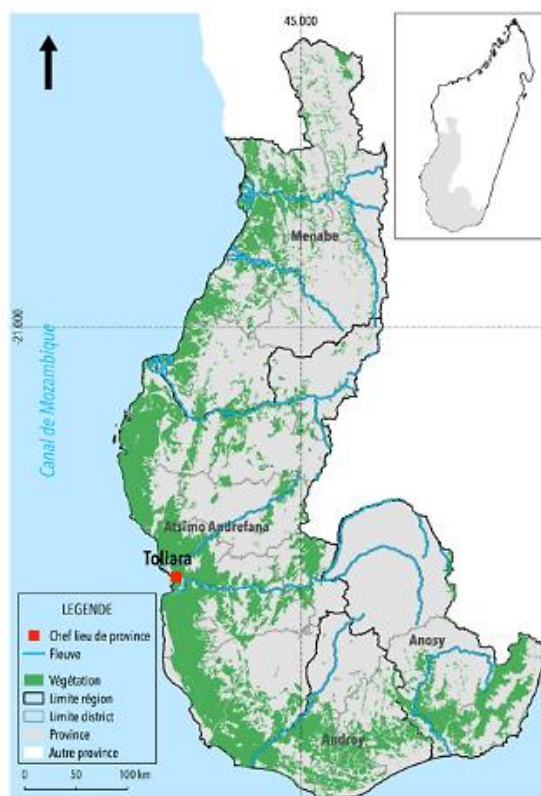 45.000
Menabe
-21.000
Canal de Mozambique
Atsimo Andrefana
Tollara
Anosy
Androy
LEGENDE
Chef lieu de province
Fleuve
Végétation
Limite région
Limite district
Province
Autre province
0 50 100 km